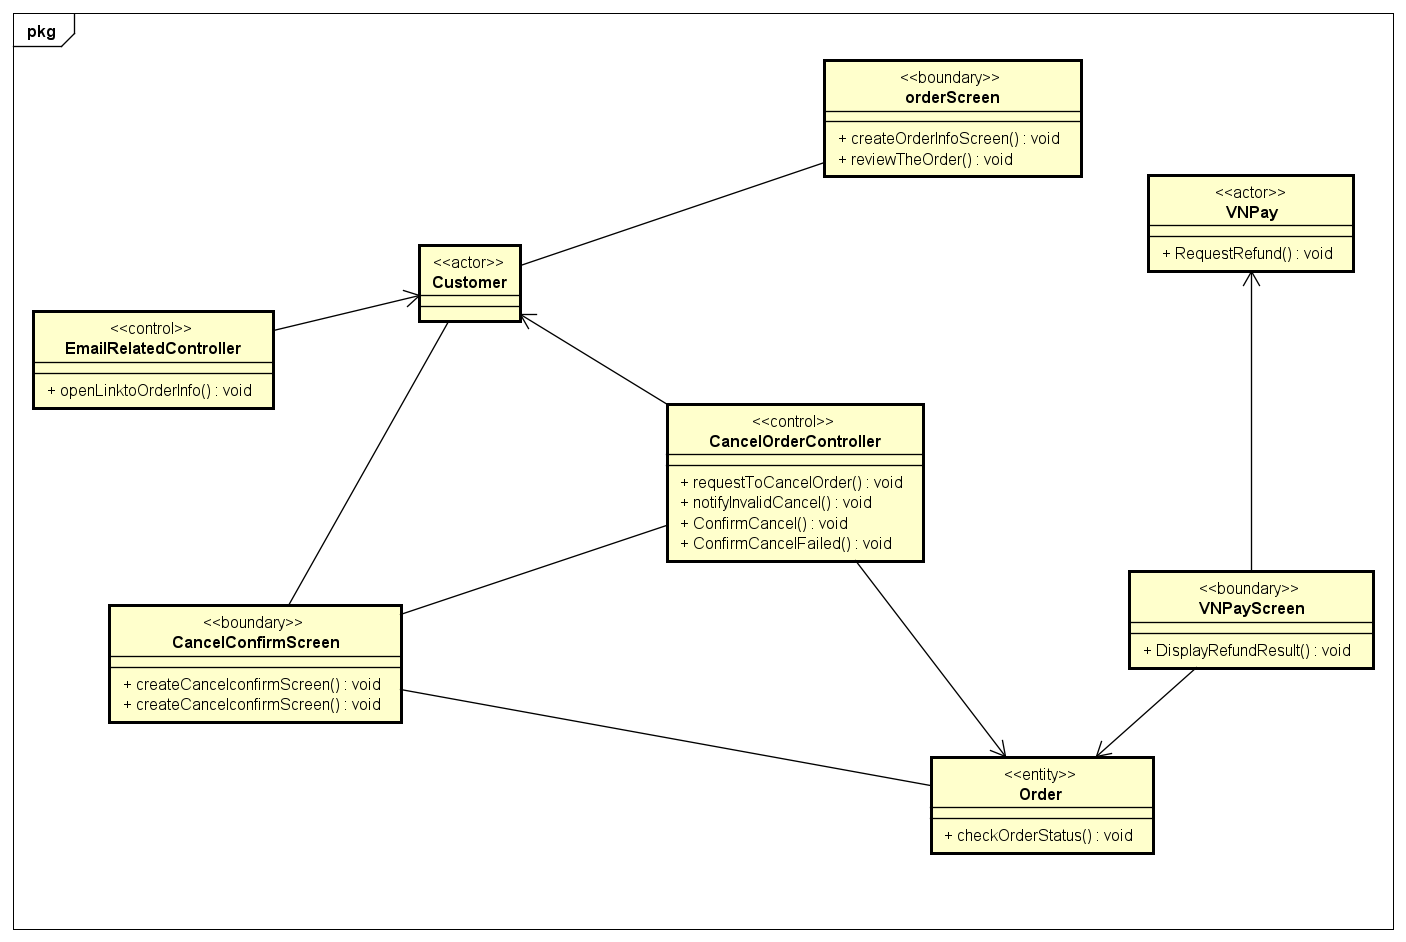 pkg
<<boundary>>
orderScreen
+ createOrderInfoScreen() : void
+ reviewTheOrder() : void
<<actor>>
VNPay
+ RequestRefund() : void
<<actor>>
Customer
<<control>>
EmailRelatedController
+ openLinktoOrderInfo() : void
<<control>>
CancelOrderController
+ requestToCancelOrder() : void
+ notifyInvalidCancel() : void
+ ConfirmCancel() : void
+ ConfirmCancelFailed() : void
<<boundary>>
CancelConfirmScreen
+ createCancelconfirmScreen() : void
+ createCancelconfirmScreen() : void
<<boundary>>
VNPayScreen
+ DisplayRefundResult() : void
<<entity>>
Order
+ checkOrderStatus() : void